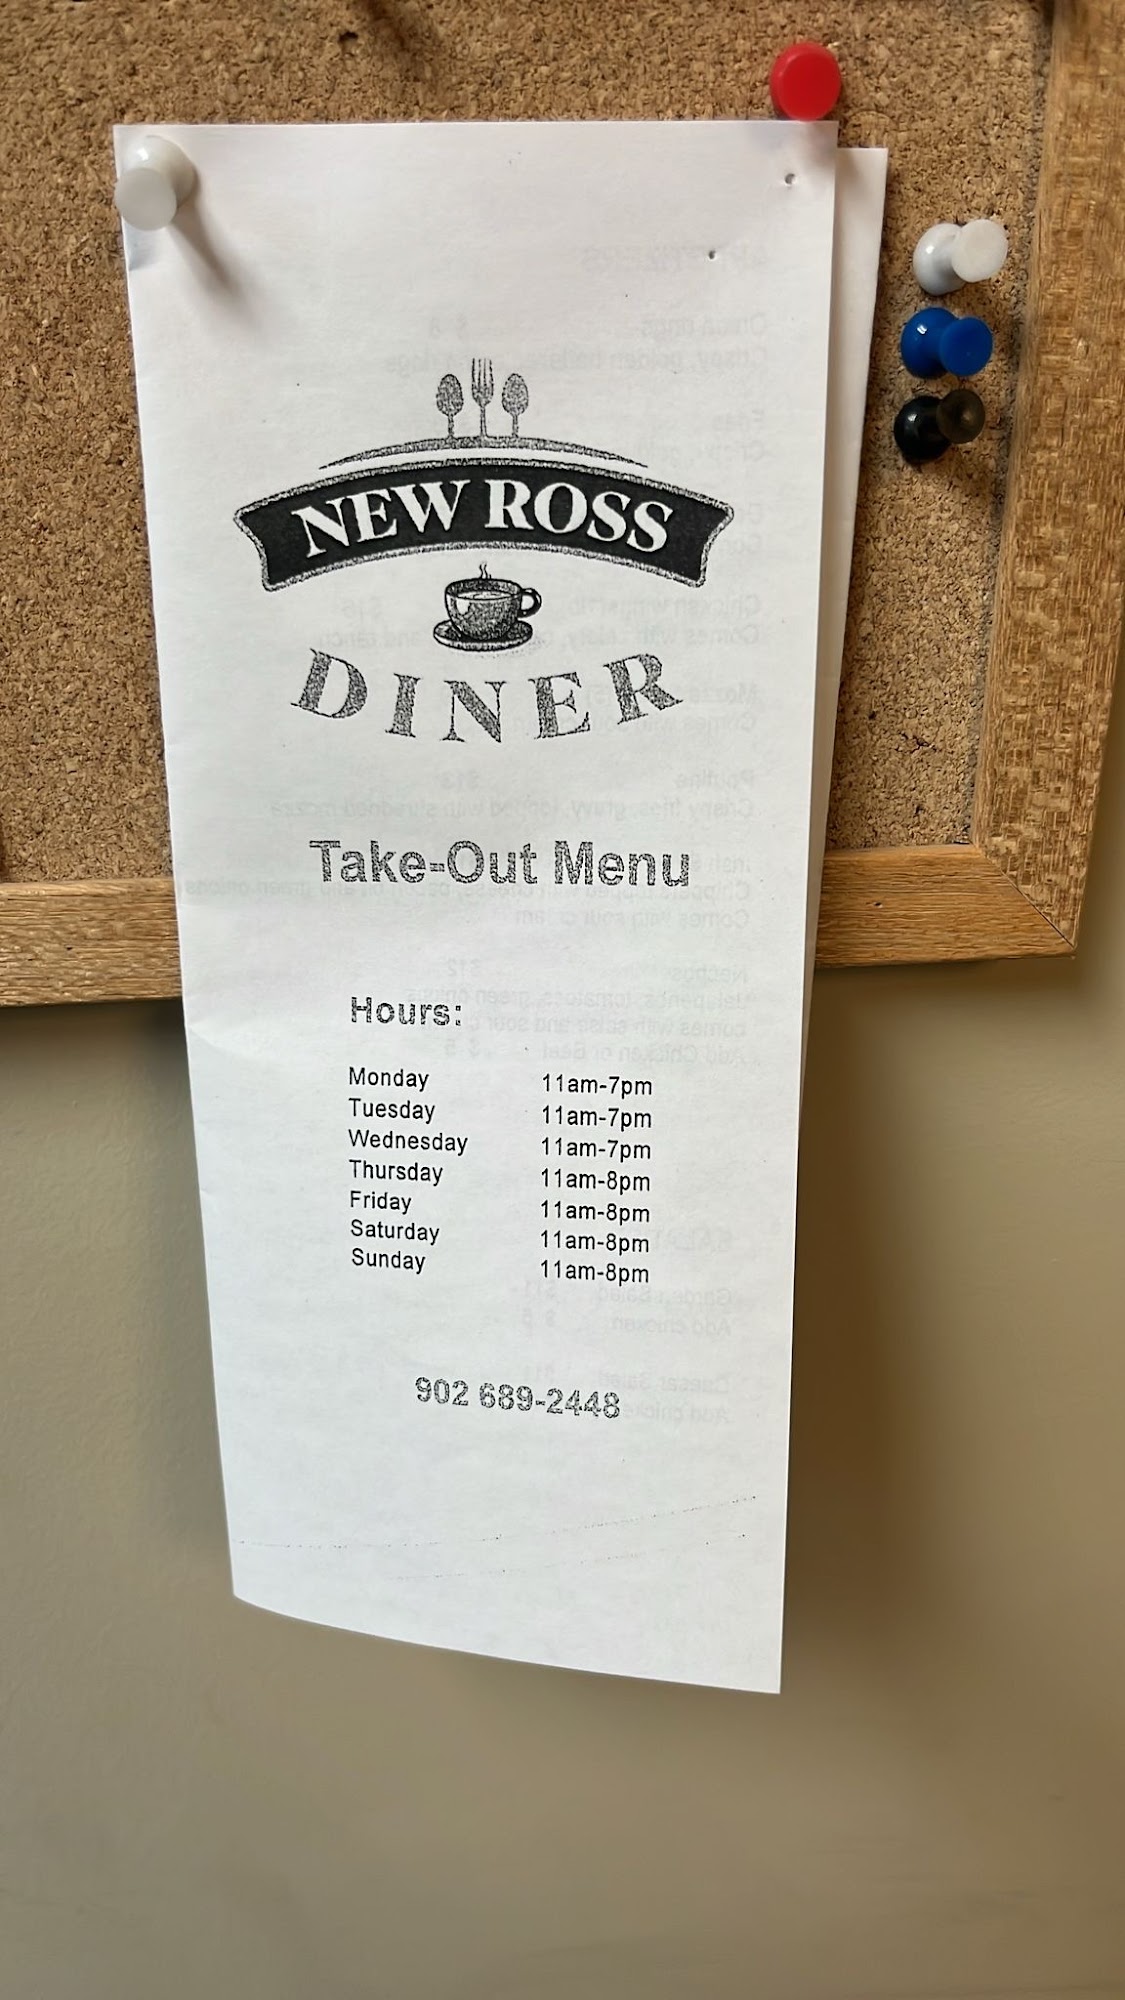 NEW ROSS
DINER
Take-Out Menu
Hours:
Monday 11am-7pm
Tuesday 11am-7pm
Wednesday 11am-7pm
Thursday 11am-8pm
Friday 11am-8pm
Saturday 11am-8pm
Sunday 11am-8pm
902 689-2448